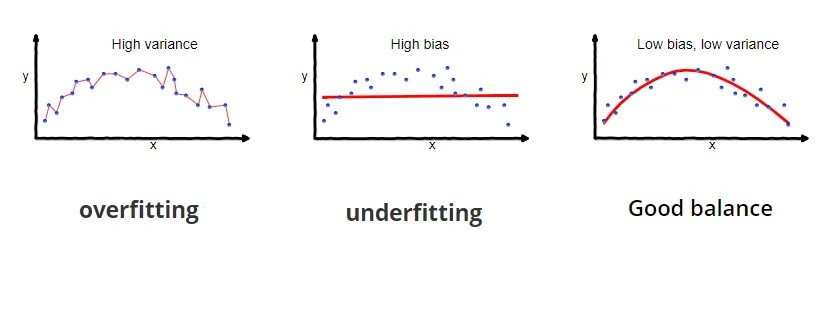 High variance
y
x
overfitting
High bias
y
x
underfitting
Low bias, low variance
y
x
Good balance